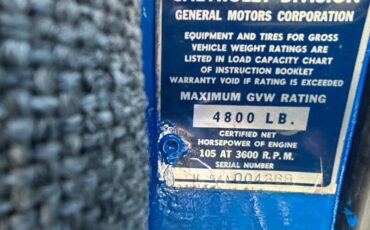 CHEVROLET DIVISION
GENERAL MOTORS CORPORATION
EQUIPMENT AND TIRES FOR GROSS
VEHICLE WEIGHT RATINGS ARE
LISTED IN LOAD CAPACITY CHART
OF INSTRUCTION BOOKLET
WARRANTY VOID IF RATING IS EXCEEDED
MAXIMUM GVW RATING
4800 LB.
CERTIFIED NET
HORSEPOWER OF ENGINE
105 AT 3600 R.P.M.
SERIAL NUMBER